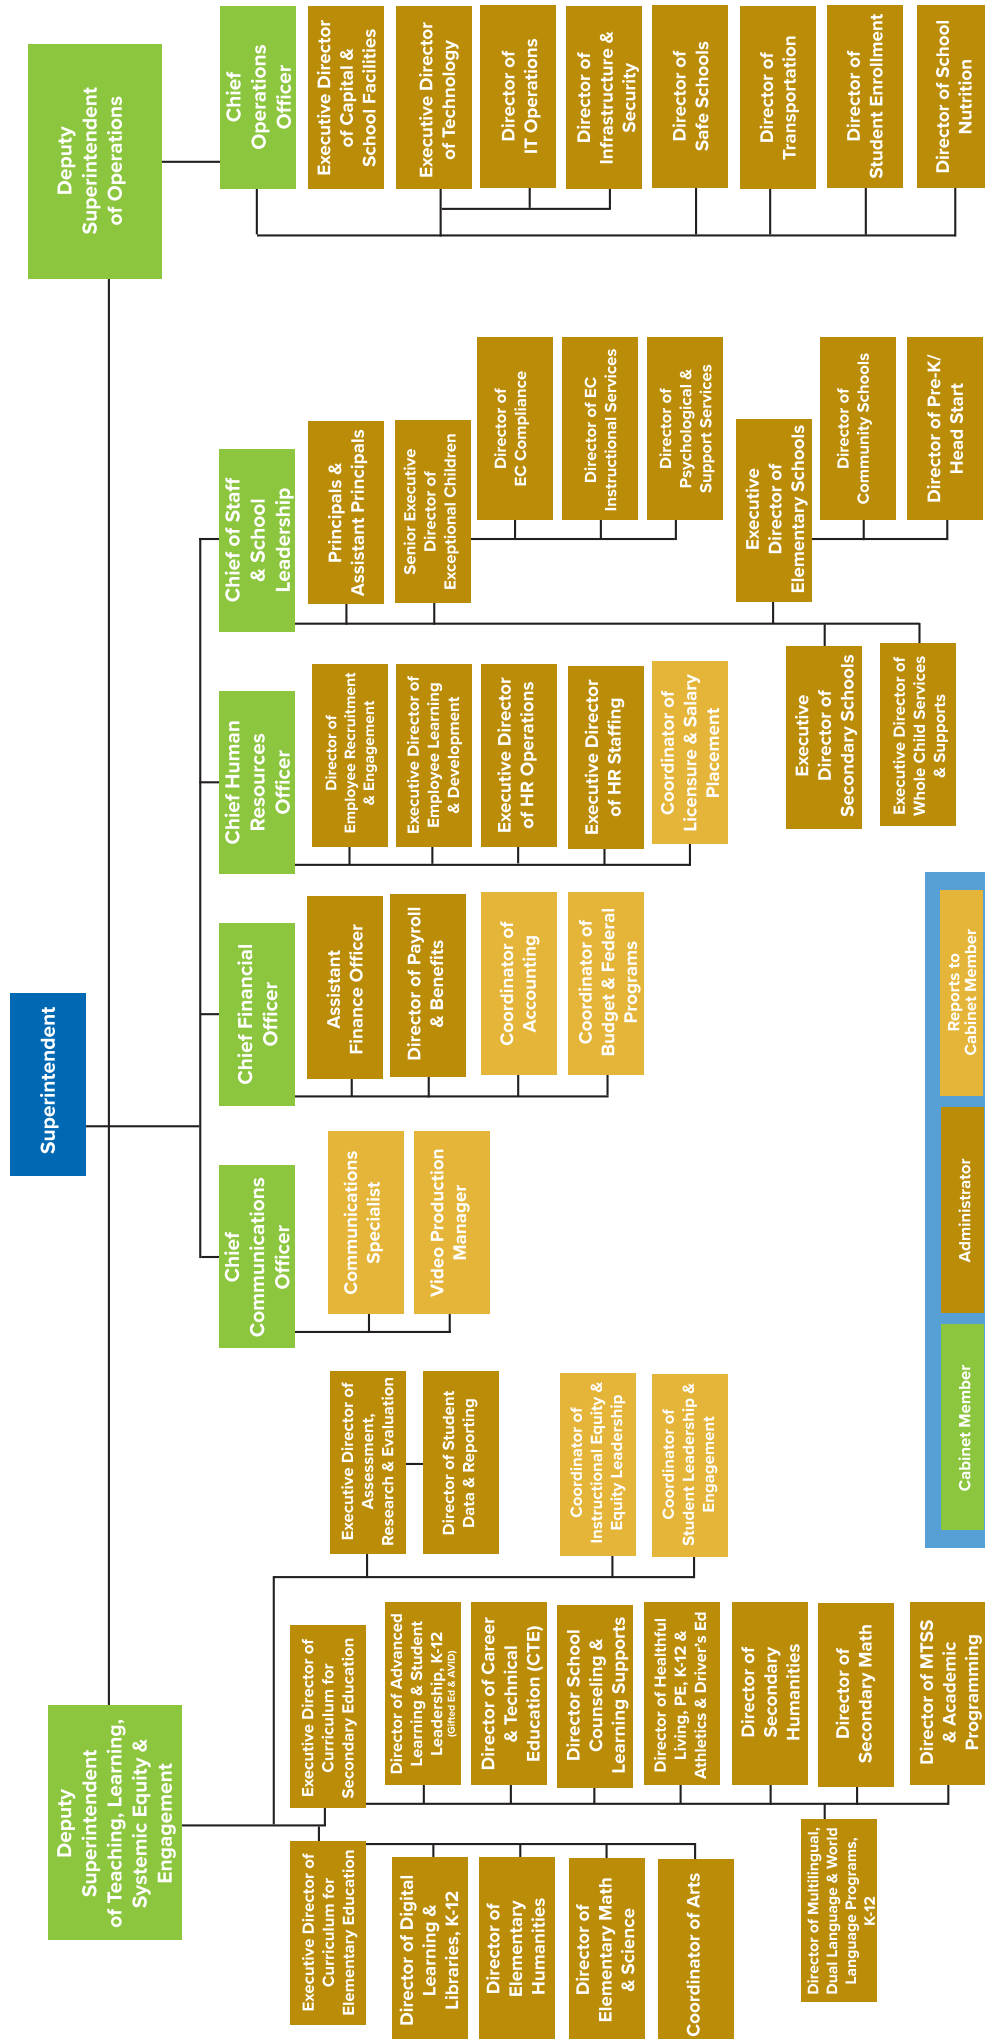 Superintendent
Deputy
Superintendent
of Teaching, Learning,
Systemic Equity &
Engagement
Deputy
Superintendent
of Operations
Chief
Communications
Officer
Chief Financial
Officer
Chief Human
Resources
Officer
Chief of Staff
& School
Leadership
Chief
Operations
Officer
Executive Director of
Curriculum for
Elementary Education
Director of Digital
Learning &
Libraries, K-12
Director of
Elementary
Humanities
Director of
Elementary Math
& Science
Coordinator of Arts
Executive Director of
Curriculum for
Secondary Education
Director of Advanced
Learning & Student
Leadership, K-12
(Gifted Ed & AVID)
Director of Career
& Technical
Education (CTE)
Director School
Counseling &
Learning Supports
Director of Healthful
Living, PE, K-12 &
Athletics & Driver's Ed
Director of
Secondary
Humanities
Director of
Secondary Math
Director of Multilingual,
Dual Language & World
Language Programs,
K-12
Director of MTSS
& Academic
Programming
Executive Director of
Assessment,
Research & Evaluation
Director of Student
Data & Reporting
Coordinator of
Instructional Equity &
Equity Leadership
Coordinator of
Student Leadership &
Engagement
Communications
Specialist
Video Production
Manager
Assistant
Finance Officer
Director of Payroll
& Benefits
Coordinator of
Accounting
Coordinator of
Budget & Federal
Programs
Director of
Employee Recruitment
& Engagement
Executive Director of
Employee Learning
& Development
Executive Director
of HR Operations
Executive Director
of HR Staffing
Coordinator of
Licensure & Salary
Placement
Principals &
Assistant Principals
Senior Executive
Director of
Exceptional Children
Director of
EC Compliance
Director of EC
Instructional Services
Director of
Psychological &
Support Services
Executive
Director of
Elementary Schools
Director of
Community Schools
Director of Pre-K/
Head Start
Executive
Director of
Secondary Schools
Executive Director of
Whole Child Services
& Supports
Executive Director
of Capital &
School Facilities
Executive Director
of Technology
Director of
IT Operations
Director of
Infrastructure &
Security
Director of
Safe Schools
Director of
Transportation
Director of
Student Enrollment
Director of School
Nutrition
Cabinet Member
Administrator
Reports to
Cabinet Member